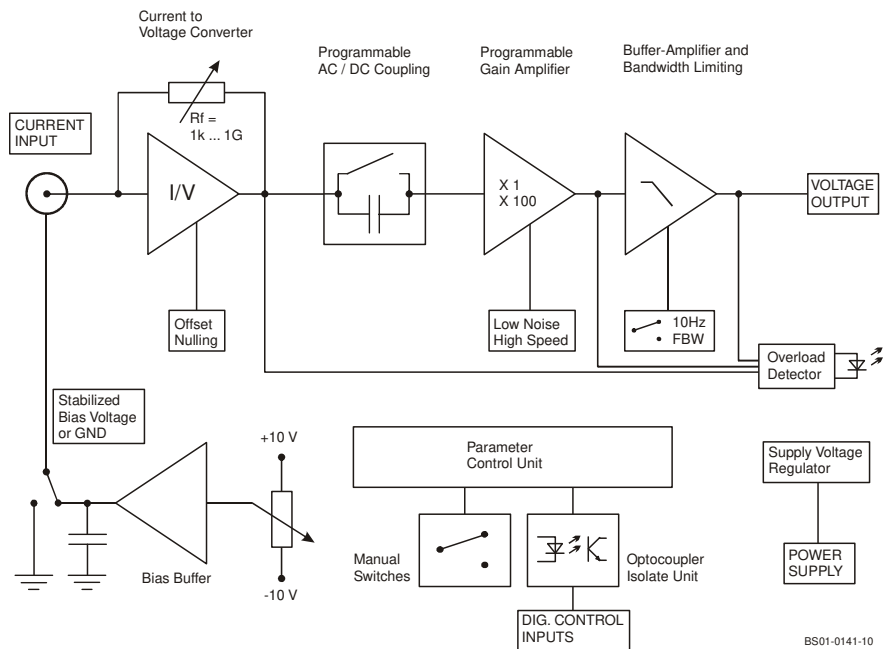 Current to
Voltage Converter
Programmable
AC / DC Coupling
Programmable
Gain Amplifier
Buffer-Amplifier and
Bandwidth Limiting
CURRENT
INPUT
Rf =
1k ... 1G
I/V
X 1
X 100
VOLTAGE
OUTPUT
Offset
Nulling
Low Noise
High Speed
10Hz
FBW
Overload
Detector
Stabilized
Bias Voltage
or GND
+10 V
-10 V
Bias Buffer
Parameter
Control Unit
Manual
Switches
Optocoupler
Isolate Unit
DIG. CONTROL
INPUTS
Supply Voltage
Regulator
POWER
SUPPLY
BS01-0141-10